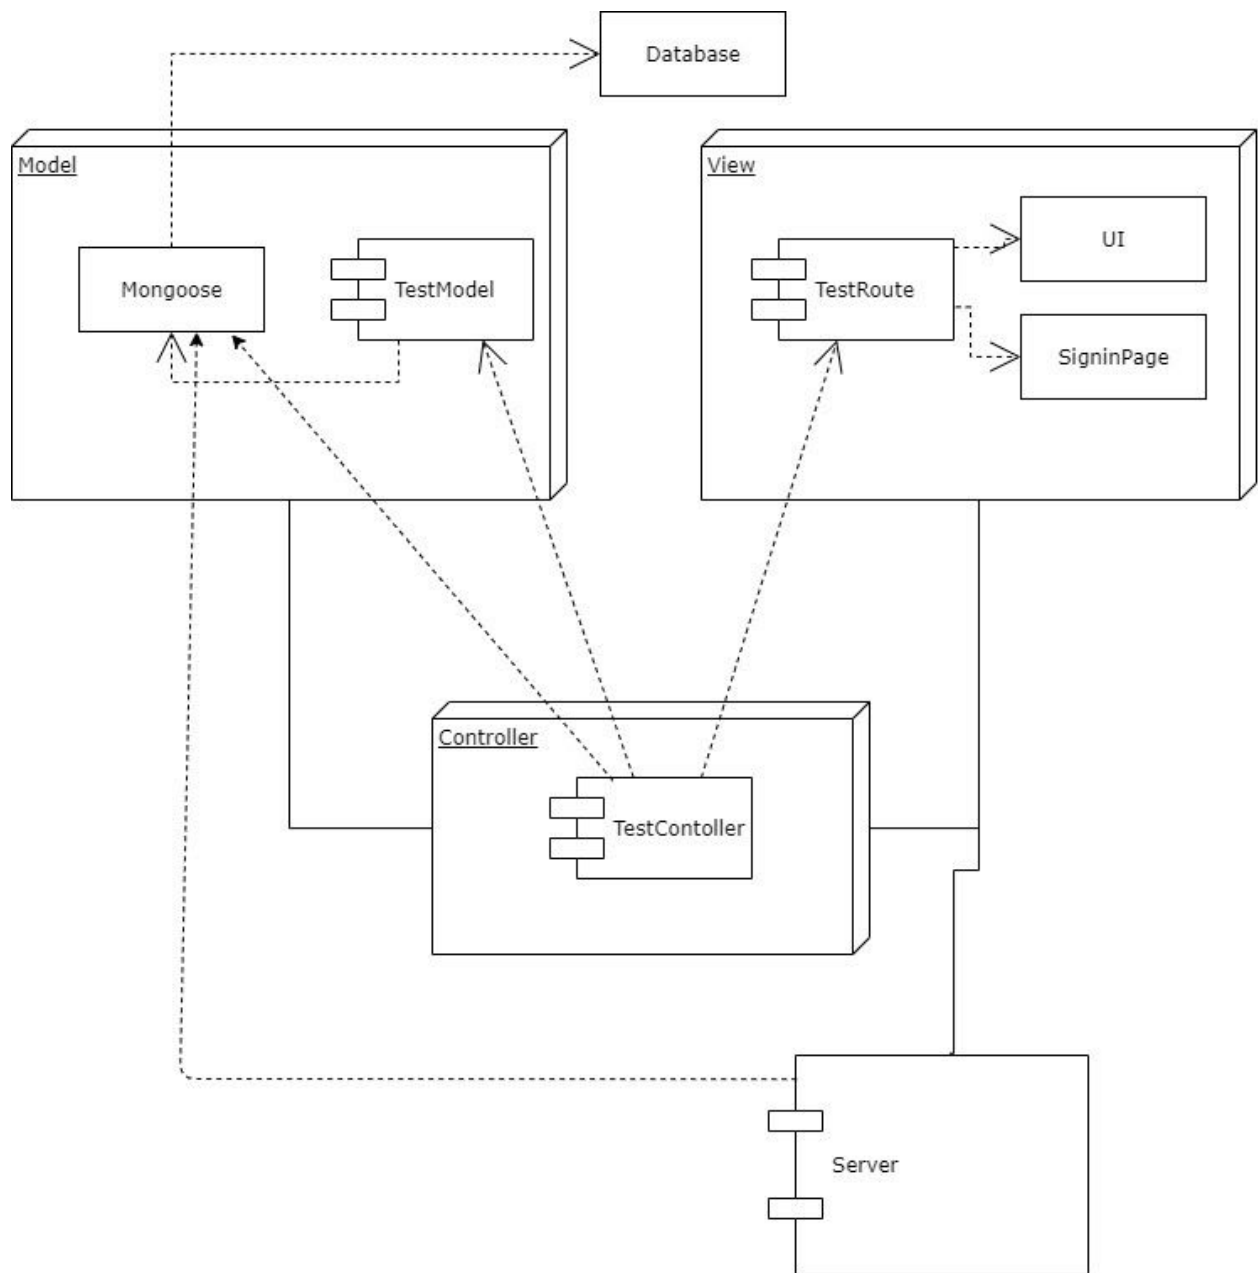 Database
Model
View
Mongoose
TestModel
TestRoute
UI
SigninPage
Controller
TestContoller
Server